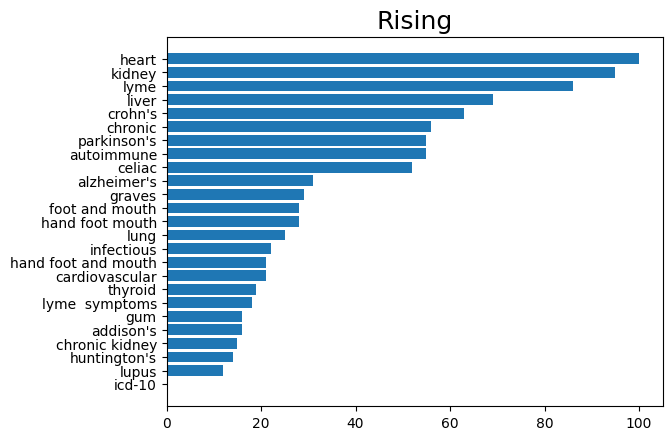 Rising
heart
kidney
lyme
liver
crohn's
chronic
parkinson's
autoimmune
celiac
alzheimer's
graves
foot and mouth
hand foot mouth
lung
infectious
hand foot and mouth
cardiovascular
thyroid
lyme  symptoms
gum
addison's
chronic kidney
huntington's
lupus
icd-10
0 20 40 60 80 100